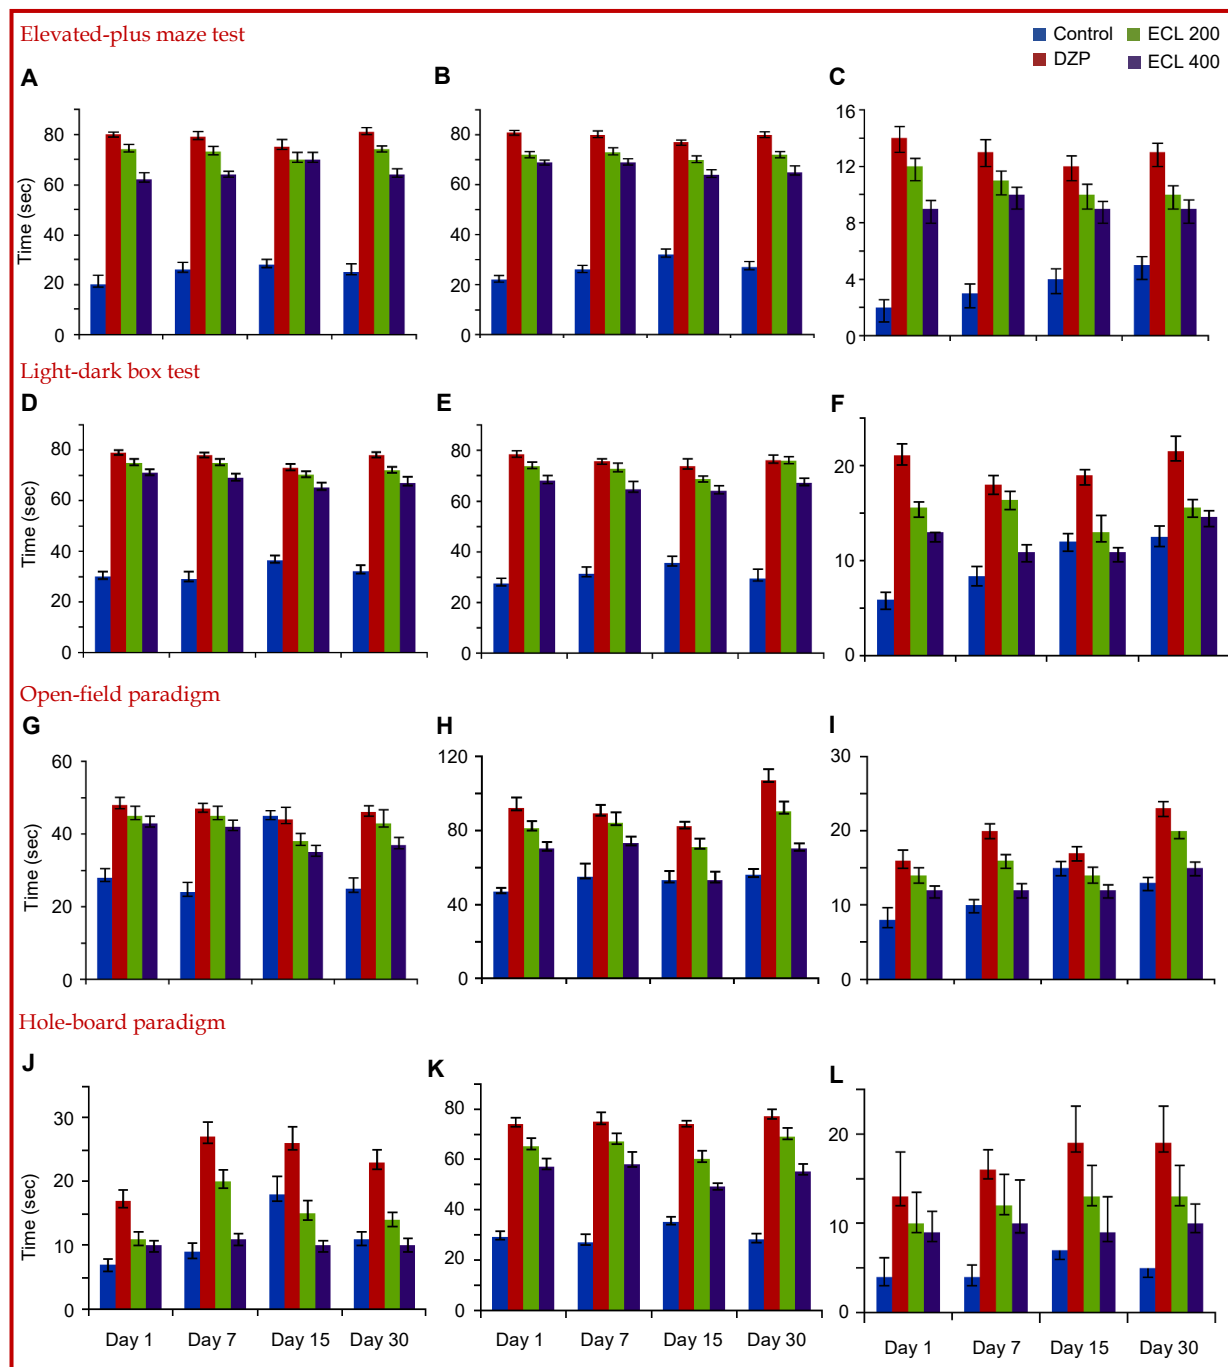 Elevated-plus maze test
Control
ECL 200
DZP
ECL 400
A
B
C
Time (sec)
80
60
40
20
0
80
60
40
20
0
16
12
8
4
0
Light-dark box test
D
E
F
Time (sec)
80
60
40
20
0
80
60
40
20
0
20
10
0
Open-field paradigm
G
H
I
Time (sec)
60
40
20
0
120
80
40
0
30
20
10
0
Hole-board paradigm
J
K
L
Time (sec)
30
20
10
0
80
60
40
20
0
20
10
0
Day 1
Day 7
Day 15
Day 30
Day 1
Day 7
Day 15
Day 30
Day 1
Day 7
Day 15
Day 30